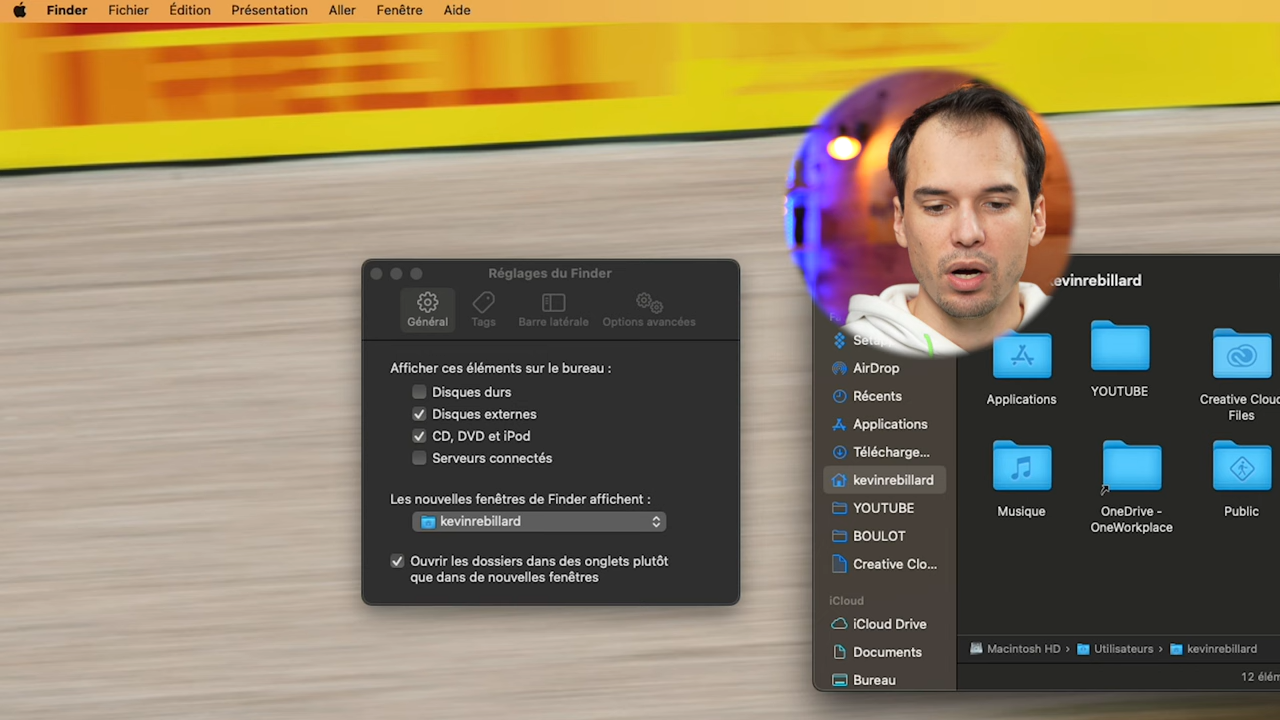 Finder Fichier Édition Présentation Aller Fenêtre Aide
Réglages du Finder
Général Tags Barre latérale Options avancées
Afficher ces éléments sur le bureau :
Disques durs
Disques externes
CD, DVD et iPod
Serveurs connectés
Les nouvelles fenêtres de Finder affichent :
kevinrebillard
Ouvrir les dossiers dans des onglets plutôt
que dans de nouvelles fenêtres
AirDrop
Récents
Applications
Télécharge...
kevinrebillard
YOUTUBE
BOULOT
Creative Clo...
iCloud
iCloud Drive
Documents
Bureau
evinrebillard
Applications
YOUTUBE
Creative Cloud
Files
Musique
OneDrive -
OneWorkplace
Public
Macintosh HD › Utilisateurs › kevinrebillard
12 élém